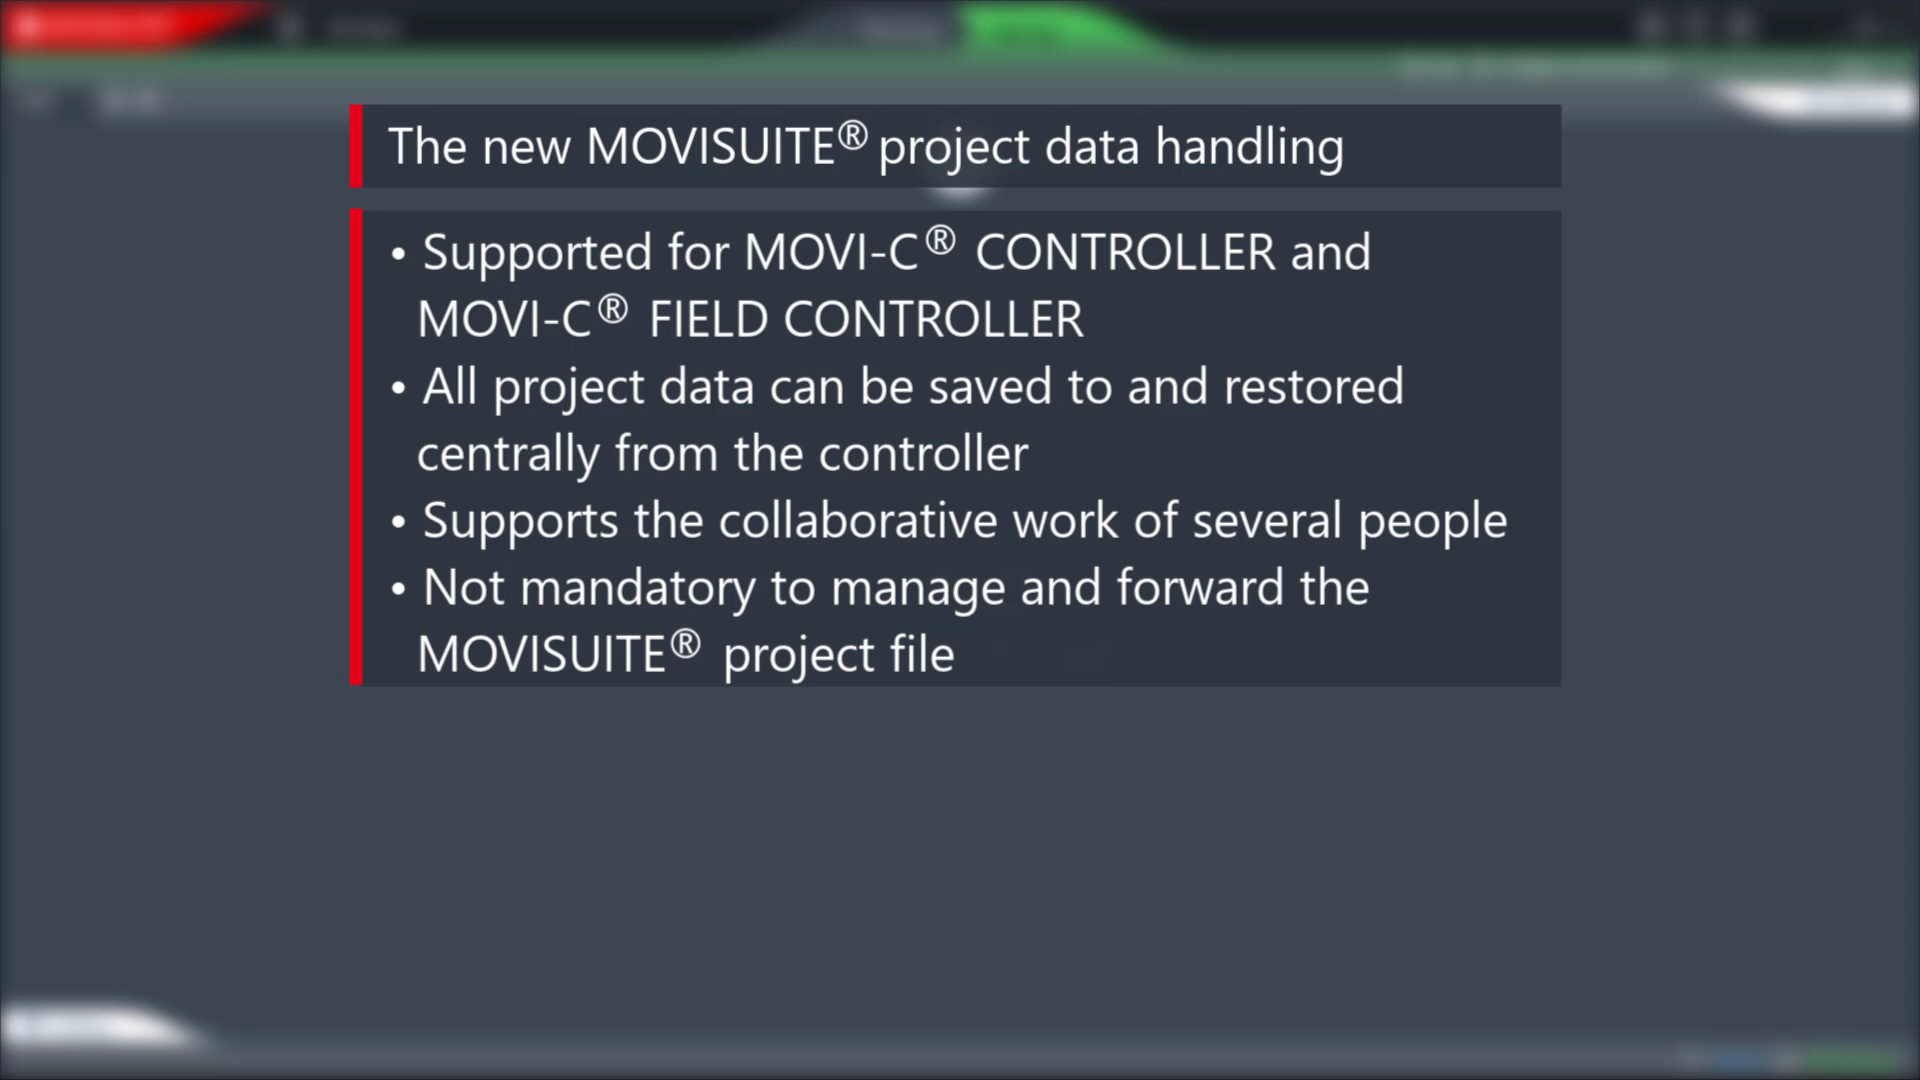 The new MOVISUITE® project data handling
• Supported for MOVI-C® CONTROLLER and
MOVI-C® FIELD CONTROLLER
• All project data can be saved to and restored
centrally from the controller
• Supports the collaborative work of several people
• Not mandatory to manage and forward the
MOVISUITE® project file